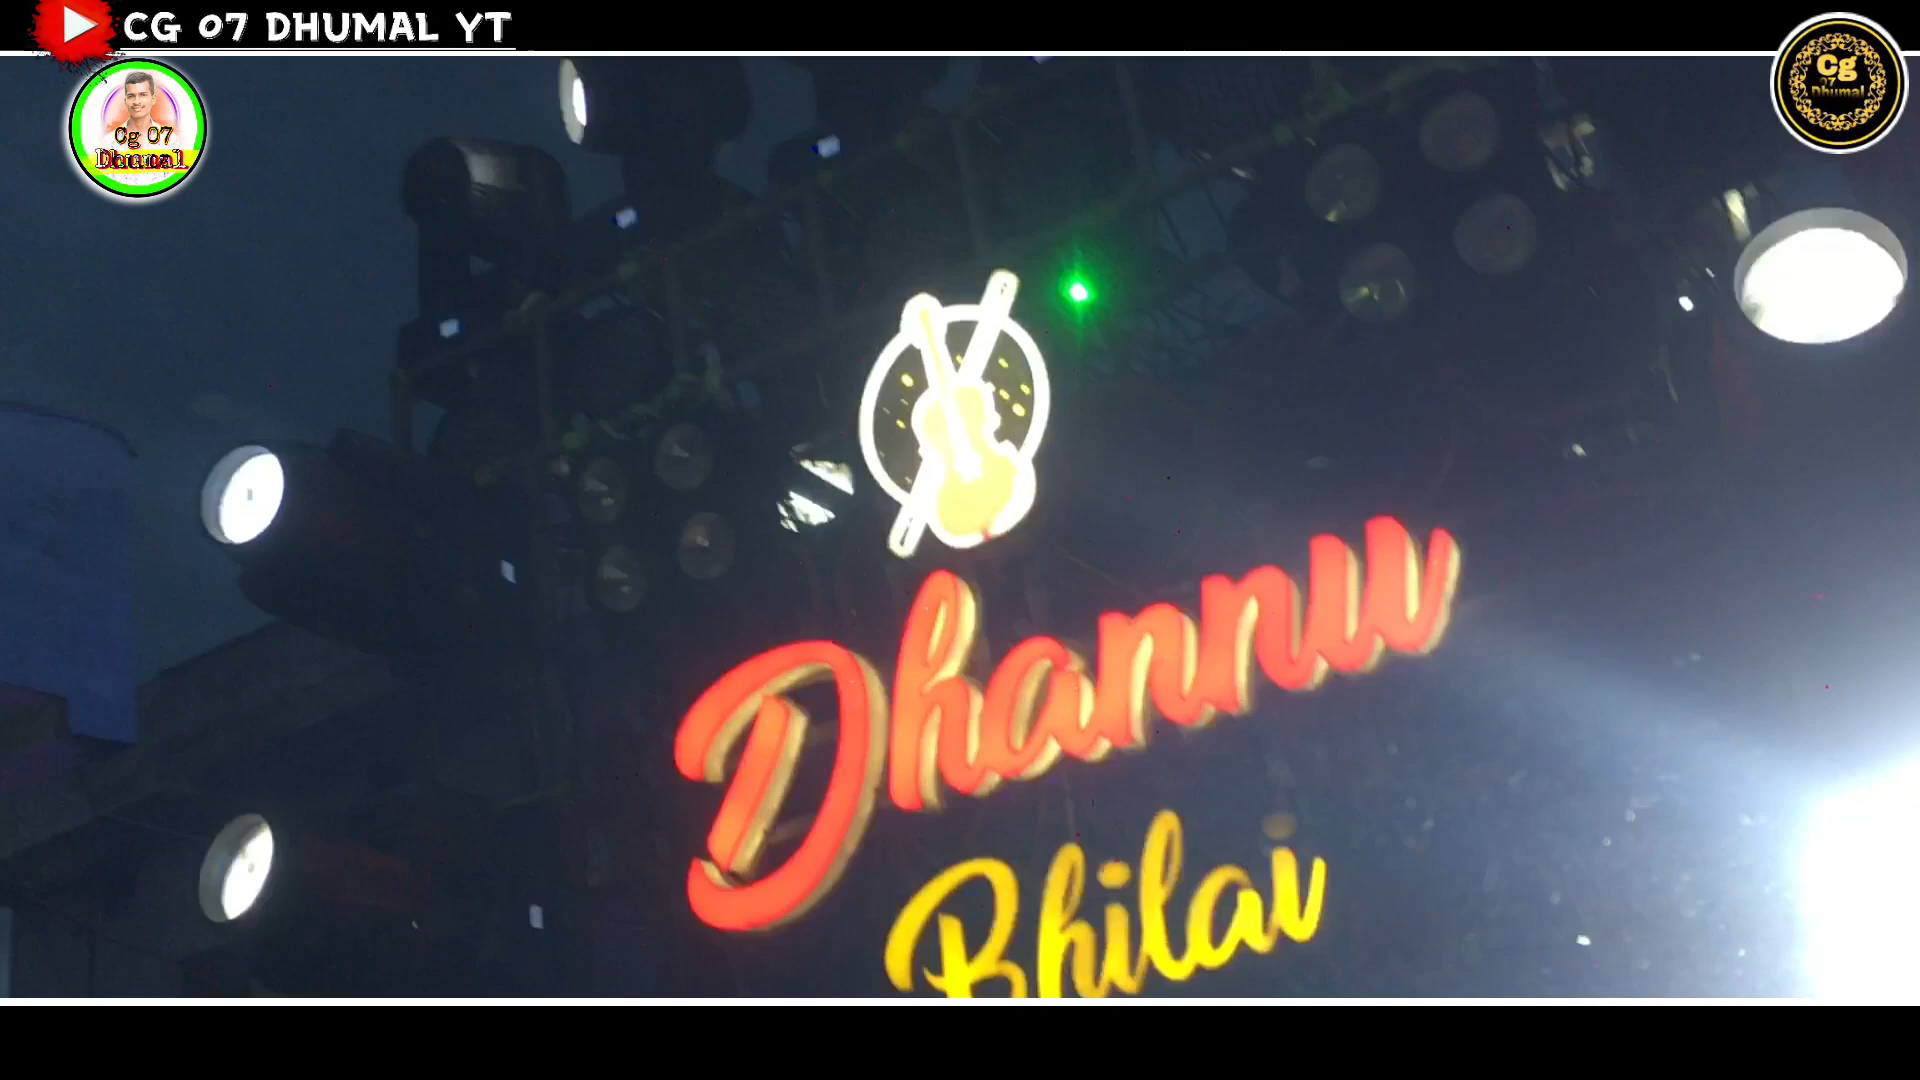 CG 07 DHUMAL YT
Cg 07
Dhumal
Cg
07
Dhumal
Dhannu
Bhilai